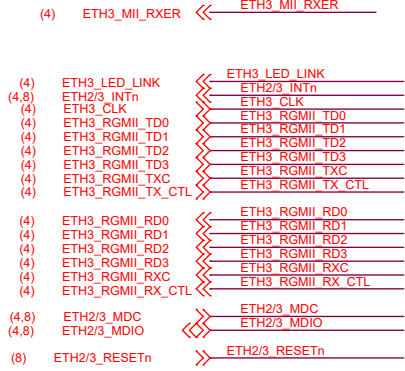 (4) ETH3_MII_RXER ETH3_MII_RXER
(4) ETH3_LED_LINK ETH3_LED_LINK
(4,8) ETH2/3_INTn ETH2/3_INTn
(4) ETH3_CLK ETH3_CLK
(4) ETH3_RGMII_TD0 ETH3_RGMII_TD0
(4) ETH3_RGMII_TD1 ETH3_RGMII_TD1
(4) ETH3_RGMII_TD2 ETH3_RGMII_TD2
(4) ETH3_RGMII_TD3 ETH3_RGMII_TD3
(4) ETH3_RGMII_TXC ETH3_RGMII_TXC
(4) ETH3_RGMII_TX_CTL ETH3_RGMII_TX_CTL
(4) ETH3_RGMII_RD0 ETH3_RGMII_RD0
(4) ETH3_RGMII_RD1 ETH3_RGMII_RD1
(4) ETH3_RGMII_RD2 ETH3_RGMII_RD2
(4) ETH3_RGMII_RD3 ETH3_RGMII_RD3
(4) ETH3_RGMII_RXC ETH3_RGMII_RXC
(4) ETH3_RGMII_RX_CTL ETH3_RGMII_RX_CTL
(4,8) ETH2/3_MDC ETH2/3_MDC
(4,8) ETH2/3_MDIO ETH2/3_MDIO
(8) ETH2/3_RESETn ETH2/3_RESETn